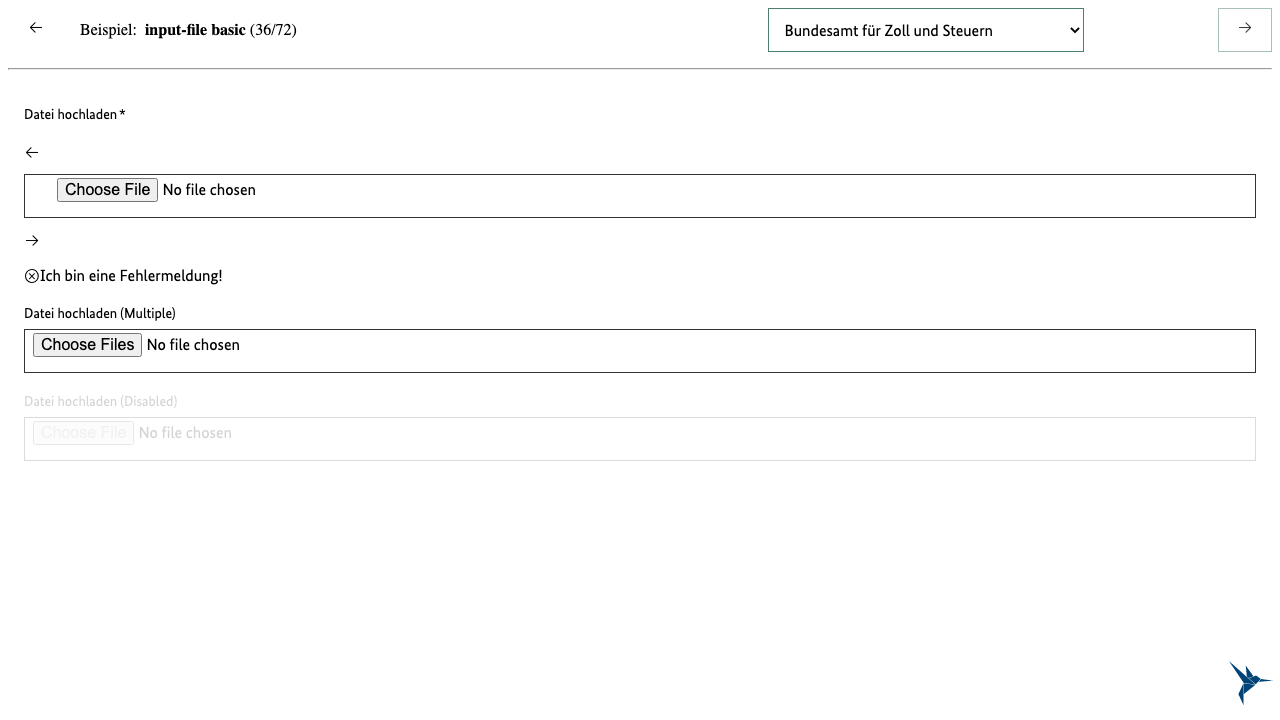 Beispiel: input-file basic (36/72)
Bundesamt für Zoll und Steuern
Datei hochladen *
Choose File No file chosen
Ich bin eine Fehlermeldung!
Datei hochladen (Multiple)
Choose Files No file chosen
Datei hochladen (Disabled)
Choose File No file chosen